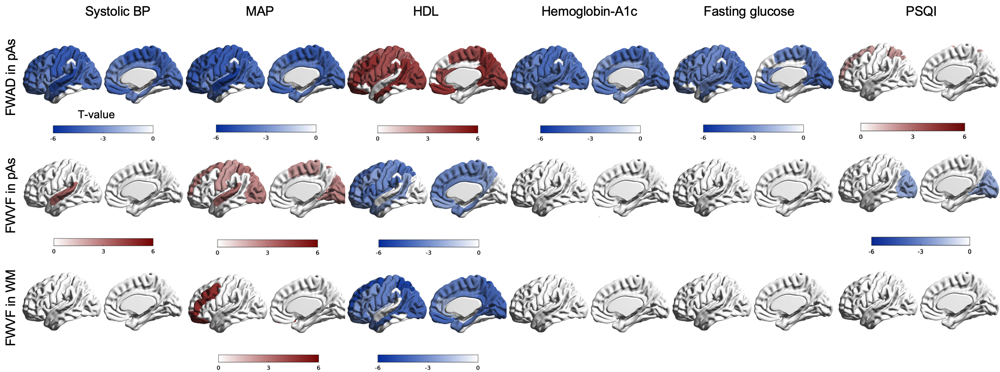 Systolic BP MAP HDL Hemoglobin-A1c Fasting glucose PSQI
FWAD in pAs
T-value
-6 -3 0 -6 -3 0 0 3 6 -6 -3 0 -6 -3 0 0 3 6
FWVF in pAs
0 3 6 0 3 6 -6 -3 0 -6 -3 0
FWVF in WM
0 3 6 -6 -3 0